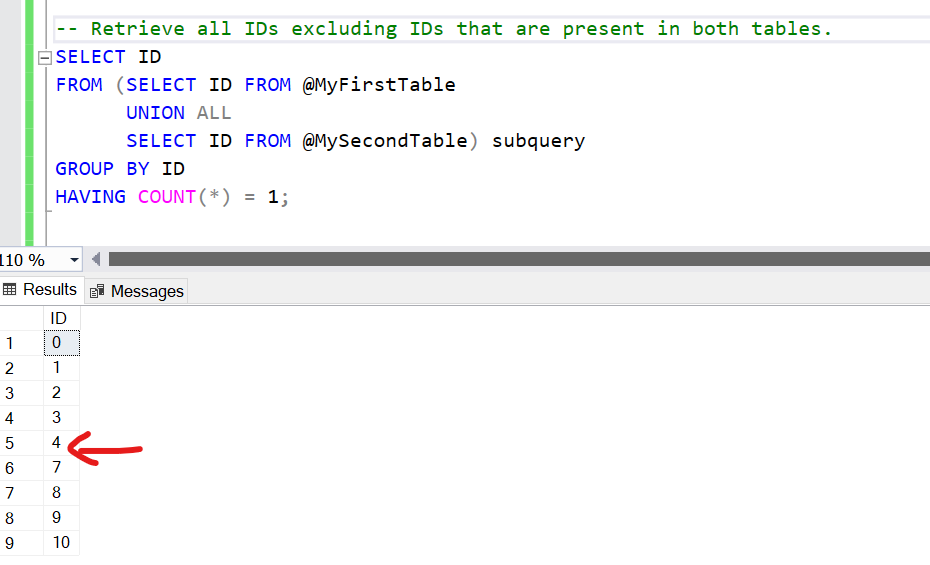 -- Retrieve all IDs excluding IDs that are present in both tables.
SELECT ID
FROM (SELECT ID FROM @MyFirstTable
UNION ALL
SELECT ID FROM @MySecondTable) subquery
GROUP BY ID
HAVING COUNT(*) = 1;
110 %
Results Messages
ID
1 0
2 1
3 2
4 3
5 4
6 7
7 8
8 9
9 10